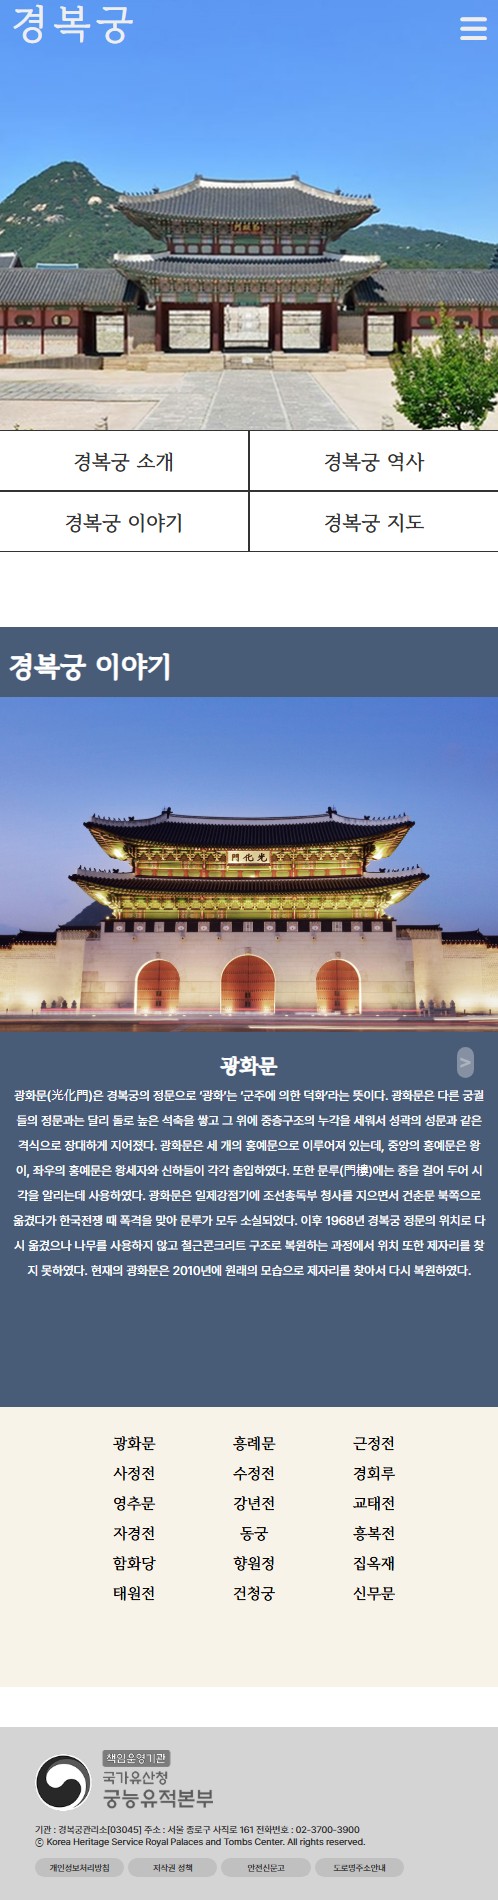 경복궁
경복궁 소개
경복궁 역사
경복궁 이야기
경복궁 지도
경복궁 이야기
門化光
광화문
>
광화문(光化門)은 경복궁의 정문으로 '광화'는 '군주에 의한 덕화'라는 뜻이다. 광화문은 다른 궁궐
들의 정문과는 달리 돌로 높은 석축을 쌓고 그 위에 중층구조의 누각을 세워서 성곽의 성문과 같은
격식으로 장대하게 지어졌다. 광화문은 세 개의 홍예문으로 이루어져 있는데, 중앙의 홍예문은 왕
이, 좌우의 홍예문은 왕세자와 신하들이 각각 출입하였다. 또한 문루(門樓)에는 종을 걸어 두어 시
각을 알리는데 사용하였다. 광화문은 일제강점기에 조선총독부 청사를 지으면서 건춘문 북쪽으로
옮겼다가 한국전쟁 때 폭격을 맞아 문루가 모두 소실되었다. 이후 1968년 경복궁 정문의 위치로 다
시 옮겼으나 나무를 사용하지 않고 철근콘크리트 구조로 복원하는 과정에서 위치 또한 제자리를 찾
지 못하였다. 현재의 광화문은 2010년에 원래의 모습으로 제자리를 찾아서 다시 복원하였다.
광화문 흥례문 근정전
사정전 수정전 경회루
영추문 강년전 교태전
자경전 동궁 흥복전
함화당 향원정 집옥재
태원전 건청궁 신무문
책임운영기관
국가유산청
궁능유적본부
기관 : 경복궁관리소[03045] 주소 : 서울 종로구 사직로 161 전화번호 : 02-3700-3900
ⓒ Korea Heritage Service Royal Palaces and Tombs Center. All rights reserved.
개인정보처리방침 저작권 정책 안전신문고 도로명주소안내